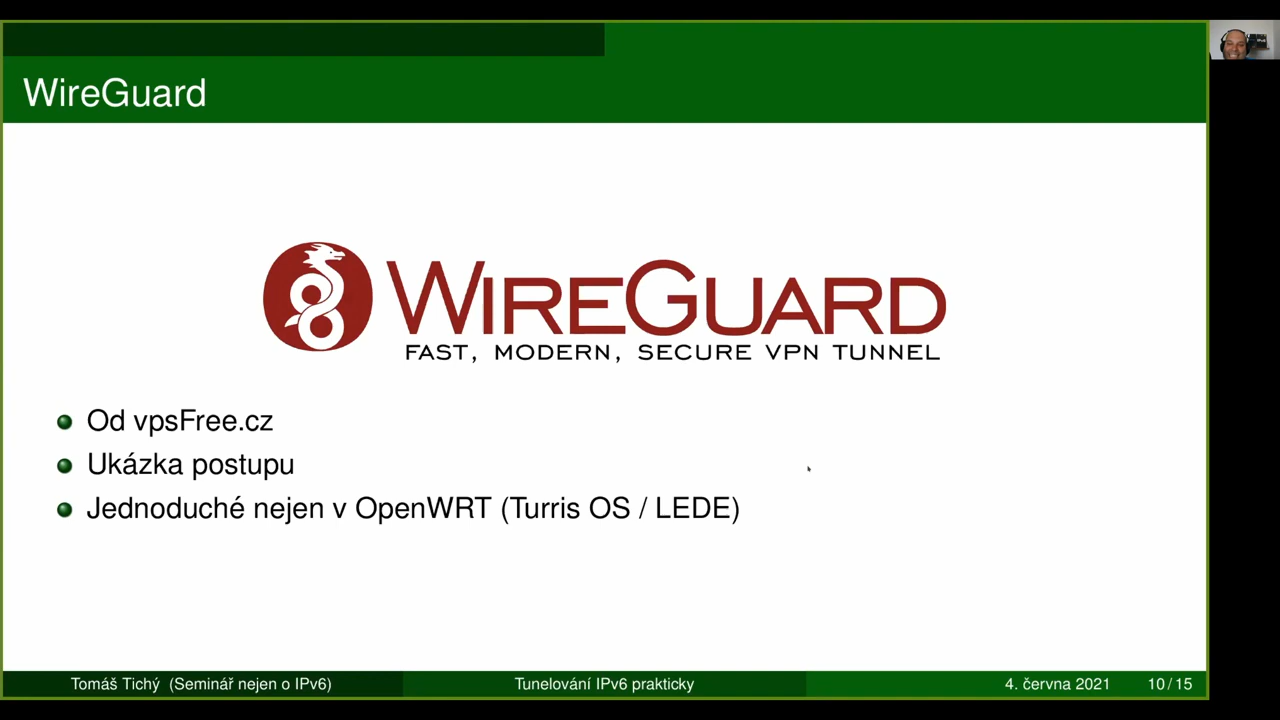 WireGuard
WIREGUARD
FAST, MODERN, SECURE VPN TUNNEL
Od vpsFree.cz
Ukázka postupu
Jednoduché nejen v OpenWRT (Turris OS / LEDE)
Tomáš Tichý (Seminář nejen o IPv6)
Tunelování IPv6 prakticky
4. června 2021
10 / 15